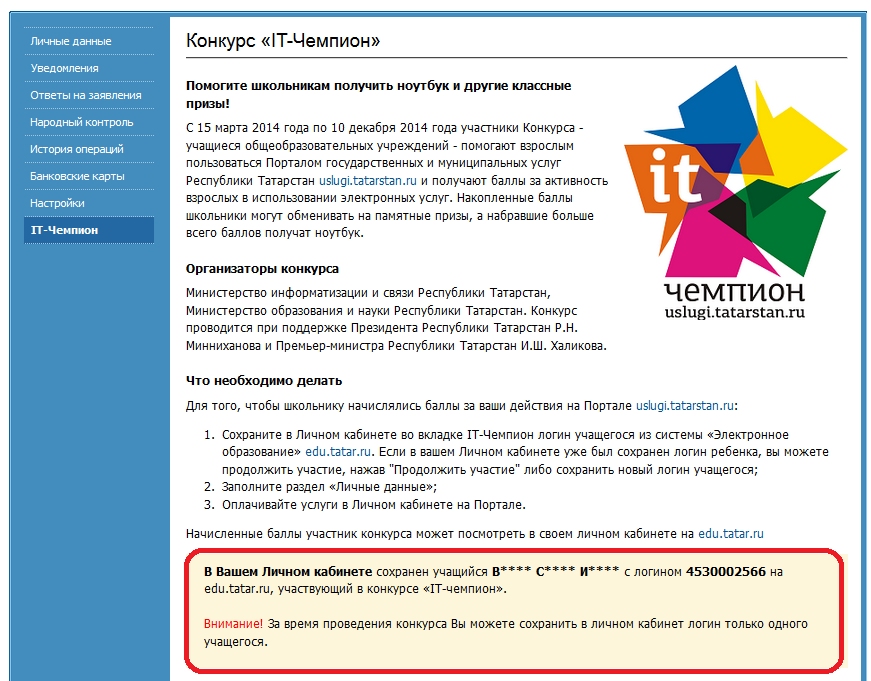 Личные данные
Уведомления
Ответы на заявления
Народный контроль
История операций
Банковские карты
Настройки
IT-Чемпион
Конкурс «IT-Чемпион»
Помогите школьникам получить ноутбук и другие классные
призы!
С 15 марта 2014 года по 10 декабря 2014 года участники Конкурса -
учащиеся общеобразовательных учреждений - помогают взрослым
пользоваться Порталом государственных и муниципальных услуг
Республики Татарстан uslugi.tatarstan.ru и получают баллы за активность
взрослых в использовании электронных услуг. Накопленные баллы
школьники могут обменивать на памятные призы, а набравшие больше
всего баллов получат ноутбук.
it
чемпион
uslugi.tatarstan.ru
Организаторы конкурса
Министерство информатизации и связи Республики Татарстан,
Министерство образования и науки Республики Татарстан. Конкурс
проводится при поддержке Президента Республики Татарстан Р.Н.
Минниханова и Премьер-министра Республики Татарстан И.Ш. Халикова.
Что необходимо делать
Для того, чтобы школьнику начислялись баллы за ваши действия на Портале uslugi.tatarstan.ru:
1. Сохраните в Личном кабинете во вкладке IT-Чемпион логин учащегося из системы «Электронное
образование» edu.tatar.ru. Если в вашем Личном кабинете уже был сохранен логин ребенка, вы можете
продолжить участие, нажав "Продолжить участие" либо сохранить новый логин учащегося;
2. Заполните раздел «Личные данные»;
3. Оплачивайте услуги в Личном кабинете на Портале.
Начисленные баллы участник конкурса может посмотреть в своем личном кабинете на edu.tatar.ru
В Вашем Личном кабинете сохранен учащийся В**** С**** И**** с логином 4530002566 на
edu.tatar.ru, участвующий в конкурсе «IT-чемпион».
Внимание! За время проведения конкурса Вы можете сохранить в личном кабинет логин только одного
учащегося.